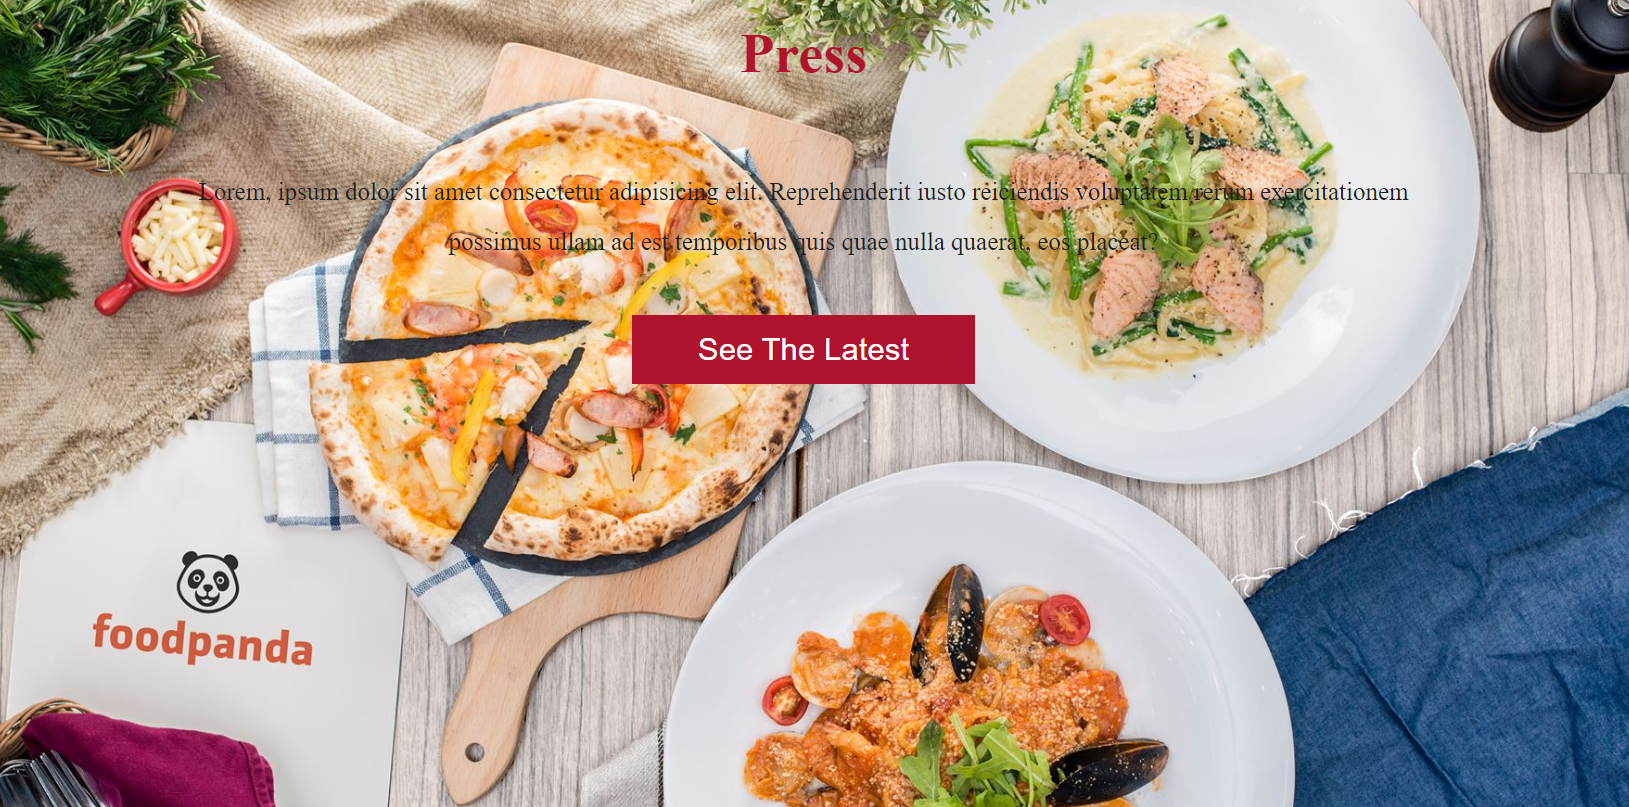 Press
Lorem, ipsum dolor sit amet consectetur adipisicing elit. Reprehenderit iusto reiciendis voluptatem rerum exercitationem
possimus ullam ad est temporibus quis quae nulla quaerat, eos placeat?
See The Latest
foodpanda